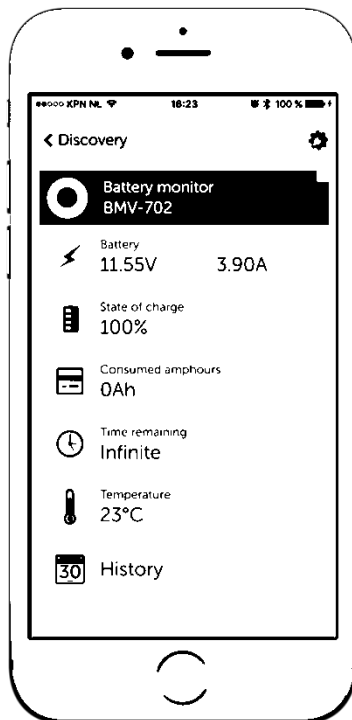 KPN NL 16:23 100 %
< Discovery
Battery monitor
BMV-702
Battery
11.55V 3.90A
State of charge
100%
Consumed amphours
0Ah
Time remaining
Infinite
Temperature
23°C
30 History